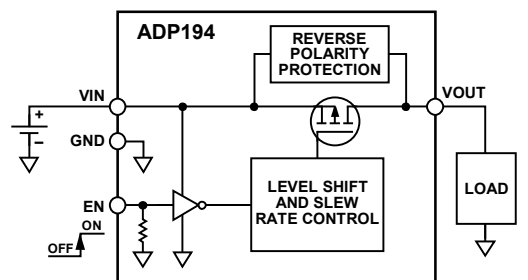 ADP194
REVERSE
POLARITY
PROTECTION
VIN
VOUT
+
–
GND
EN
LEVEL SHIFT
AND SLEW
RATE CONTROL
LOAD
ON
OFF